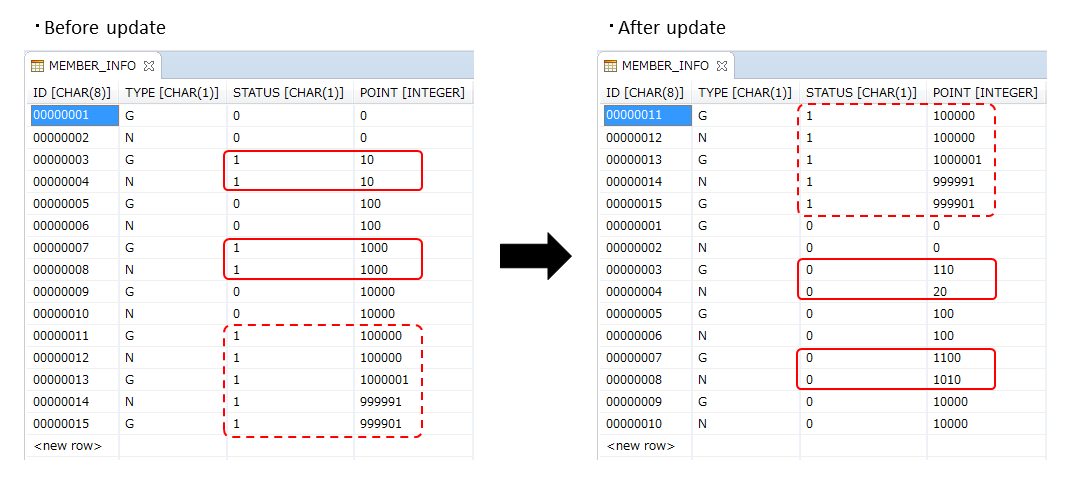 ・Before update
MEMBER_INFO
ID [CHAR(8)] TYPE [CHAR(1)] STATUS [CHAR(1)] POINT [INTEGER]
00000001 G 0 0
00000002 N 0 0
00000003 G 1 10
00000004 N 1 10
00000005 G 0 100
00000006 N 0 100
00000007 G 1 1000
00000008 N 1 1000
00000009 G 0 10000
00000010 N 0 10000
00000011 G 1 100000
00000012 N 1 100000
00000013 G 1 1000001
00000014 N 1 999991
00000015 G 1 999901
<new row>
・After update
MEMBER_INFO
ID [CHAR(8)] TYPE [CHAR(1)] STATUS [CHAR(1)] POINT [INTEGER]
00000011 G 1 100000
00000012 N 1 100000
00000013 G 1 1000001
00000014 N 1 999991
00000015 G 1 999901
00000001 G 0 0
00000002 N 0 0
00000003 G 0 110
00000004 N 0 20
00000005 G 0 100
00000006 N 0 100
00000007 G 0 1100
00000008 N 0 1010
00000009 G 0 10000
00000010 N 0 10000
<new row>